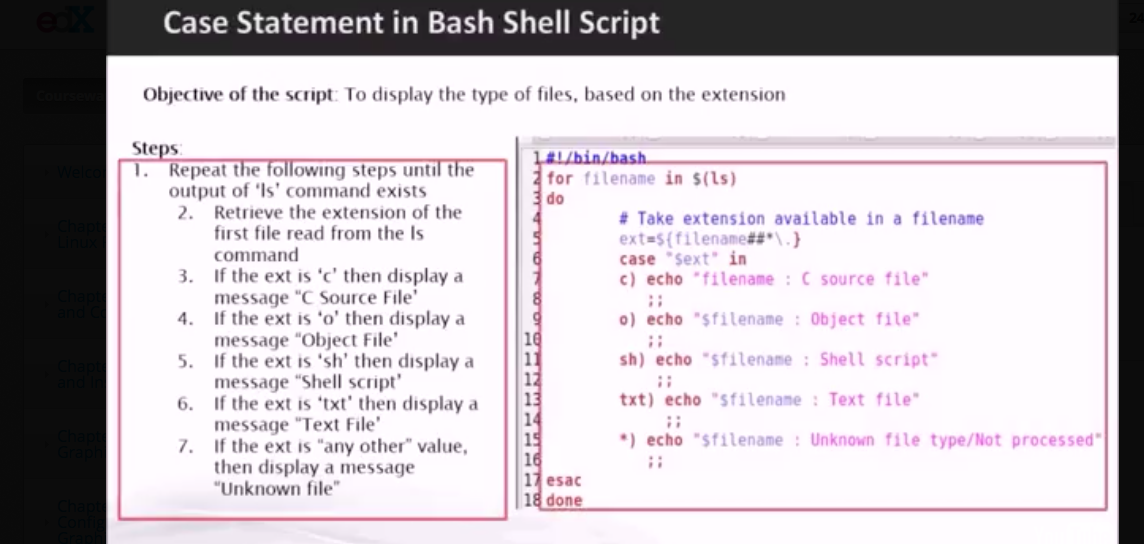 edX
Case Statement in Bash Shell Script
Objective of the script: To display the type of files, based on the extension
Steps:
1. Repeat the following steps until the
output of ‘ls’ command exists
2. Retrieve the extension of the
first file read from the ls
command
3. If the ext is ‘c’ then display a
message “C Source File’
4. If the ext is ‘o’ then display a
message “Object File’
5. If the ext is ‘sh’ then display a
message “Shell script’
6. If the ext is ‘txt’ then display a
message “Text File’
7. If the ext is “any other” value,
then display a message
“Unknown file”
1 #!/bin/bash
2 for filename in $(ls)
3 do
4 # Take extension available in a filename
5 ext=${filename##*\.}
6 case "$ext" in
7 c) echo "filename : C source file"
8 ;;
9 o) echo "$filename : Object file"
10 ;;
11 sh) echo "$filename : Shell script"
12 ;;
13 txt) echo "$filename : Text file"
14 ;;
15 *) echo "$filename : Unknown file type/Not processed"
16 ;;
17 esac
18 done